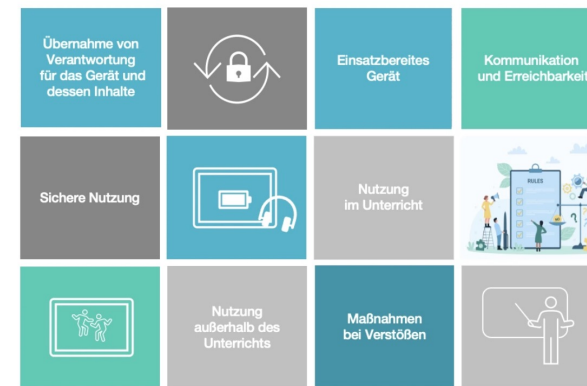 Übernahme von
Verantwortung
für das Gerät und
dessen Inhalte
Einsatzbereites
Gerät
Kommunikation
und Erreichbarkeit
Sichere Nutzung
Nutzung
im Unterricht
RULES
Nutzung
außerhalb des
Unterrichts
Maßnahmen
bei Verstößen